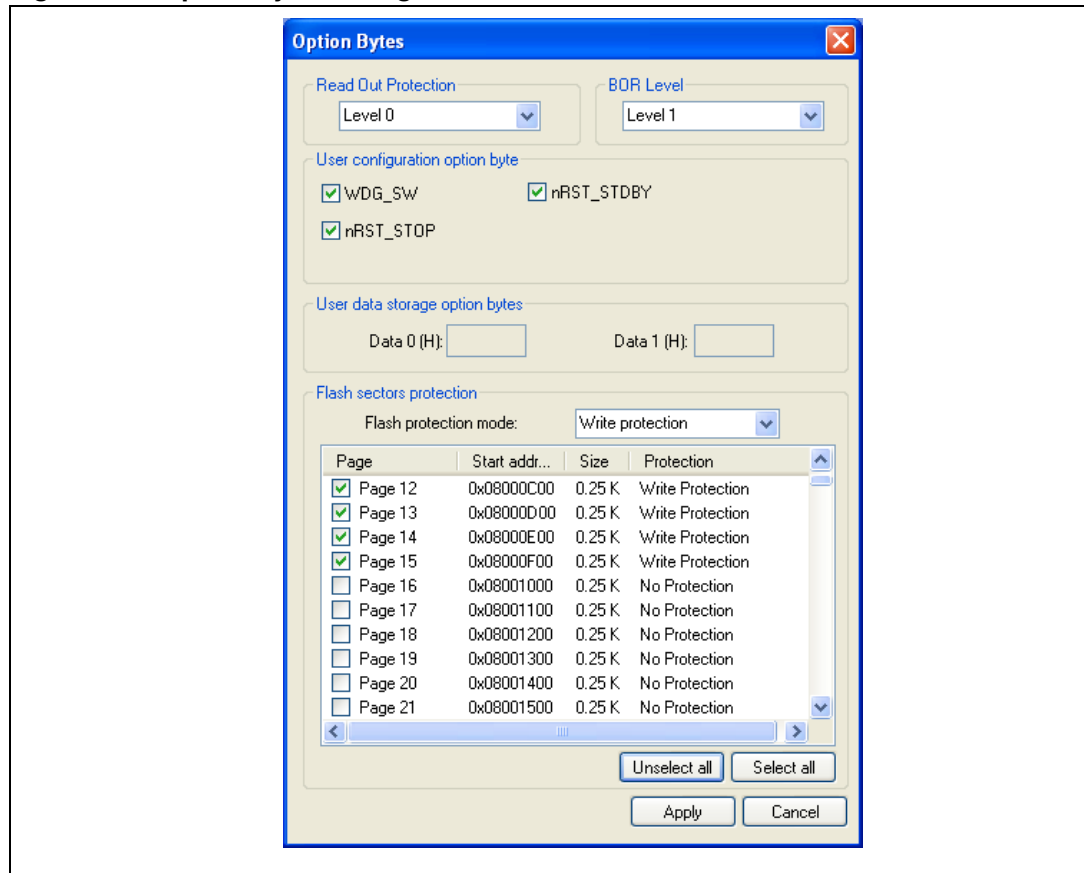 Option Bytes
Read Out Protection BOR Level
Level 0 Level 1
User configuration option byte
WDG_SW nRST_STDBY
nRST_STOP
User data storage option bytes
Data 0 (H): Data 1 (H):
Flash sectors protection
Flash protection mode: Write protection
Page Start addr... Size Protection
Page 12 0x08000C00 0.25 K Write Protection
Page 13 0x08000D00 0.25 K Write Protection
Page 14 0x08000E00 0.25 K Write Protection
Page 15 0x08000F00 0.25 K Write Protection
Page 16 0x08001000 0.25 K No Protection
Page 17 0x08001100 0.25 K No Protection
Page 18 0x08001200 0.25 K No Protection
Page 19 0x08001300 0.25 K No Protection
Page 20 0x08001400 0.25 K No Protection
Page 21 0x08001500 0.25 K No Protection
Unselect all Select all
Apply Cancel